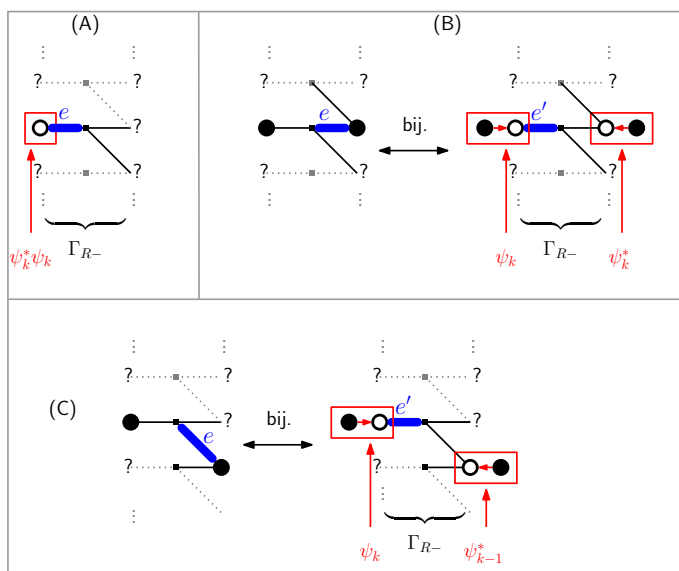 (A)
(B)
⋮ ⋮ ⋮ ⋮ ⋮ ⋮
? ? ? ? ? ?
e ? e bij. e′
? ? ? ? ? ?
⋮ ⋮ ⋮ ⋮ ⋮ ⋮
Γ_{R−} ψ_k Γ_{R−} ψ_k^*
ψ_k^*ψ_k
⋮ ⋮ ⋮ ⋮
? ? ? ?
(C) ? e bij. e′ ?
? ?
⋮ ⋮
ψ_k Γ_{R−} ψ_{k−1}^*